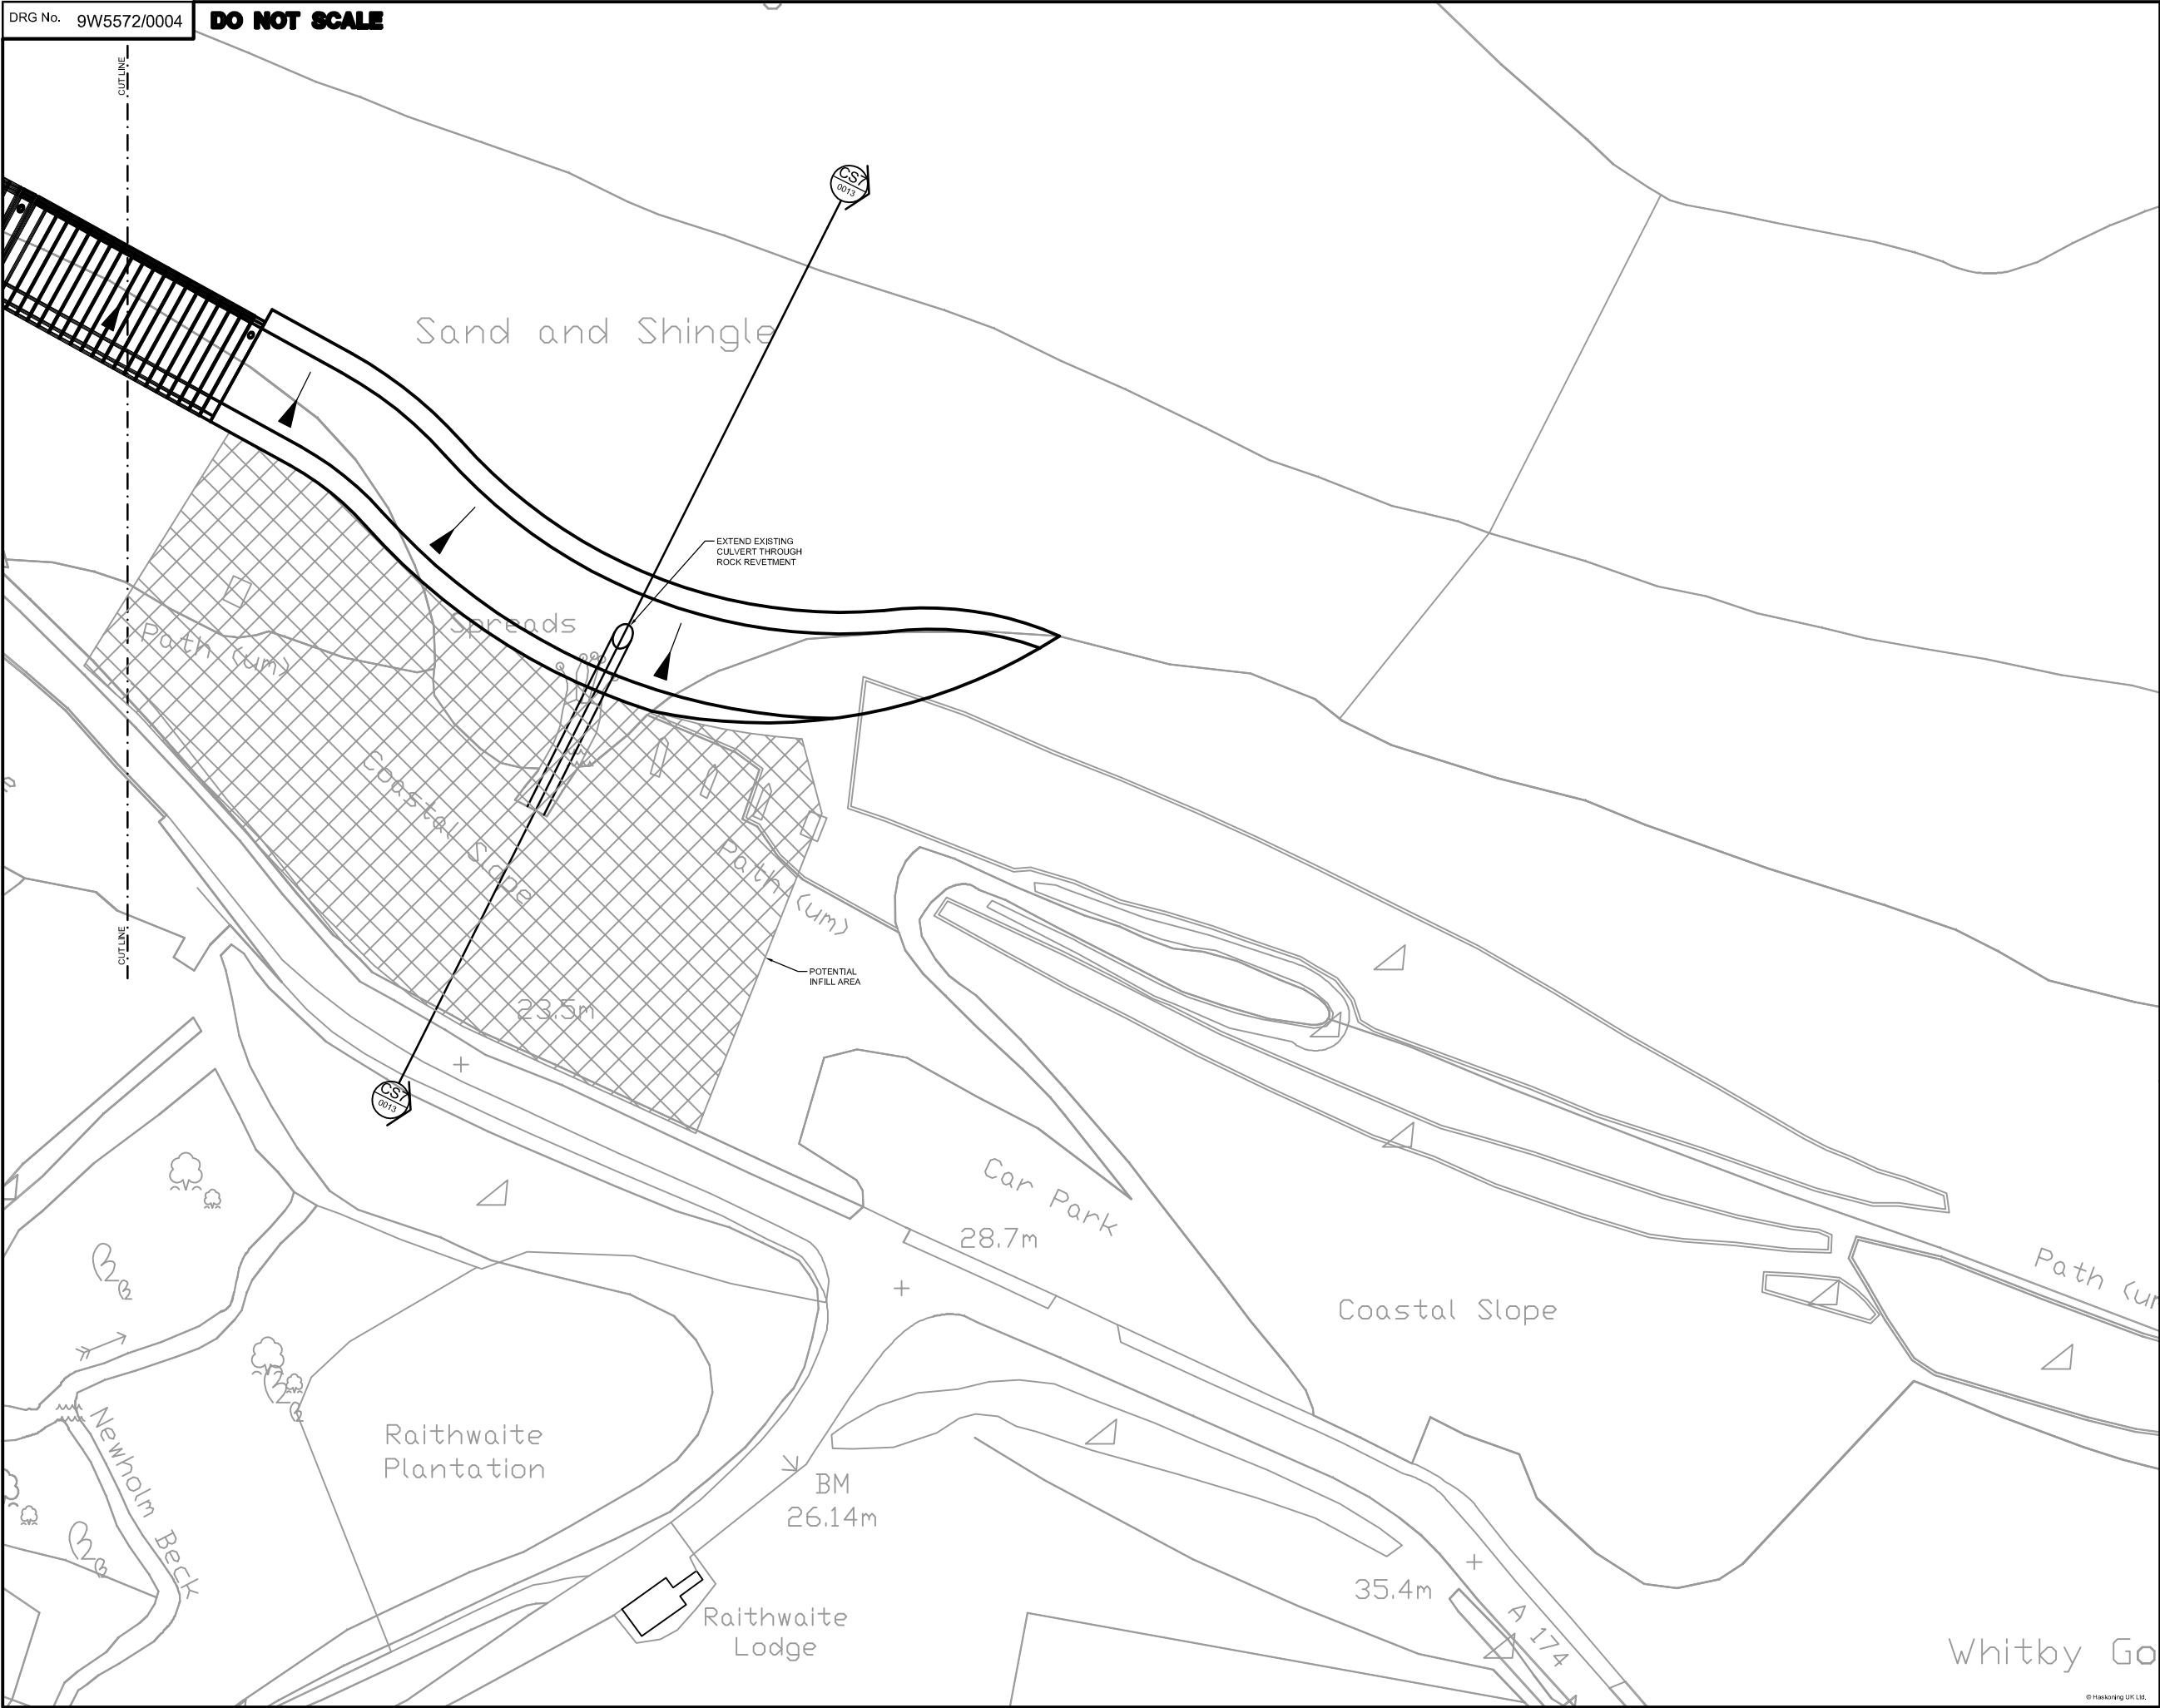 DRG No. 9W5572/0004
DO NOT SCALE
CUT LINE
CS7
0013
Sand and Shingle
EXTEND EXISTING
CULVERT THROUGH
ROCK REVETMENT
Spreads
Path (um)
Coastal Slope
Path (um)
CUT LINE
POTENTIAL
INFILL AREA
23.5m
CS7
0013
Car Park
28.7m
Path (um
Coastal Slope
Newholm Beck
Raithwaite
Plantation
BM
26.14m
35.4m
Raithwaite
Lodge
A 174
Whitby Go
© Haskoning UK Ltd.